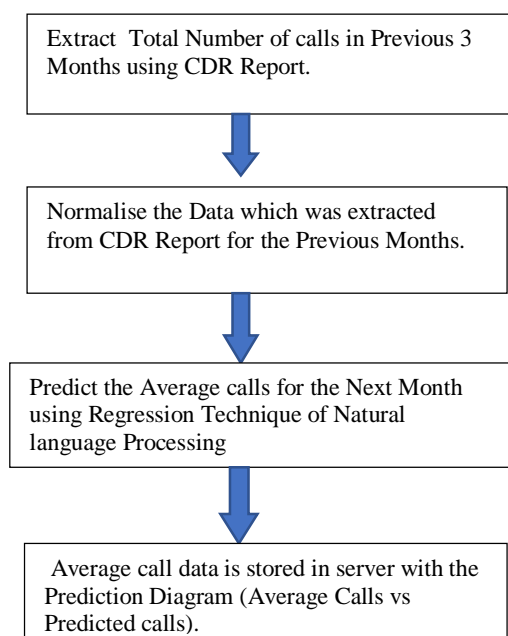 Extract Total Number of calls in Previous 3
Months using CDR Report.
Normalise the Data which was extracted
from CDR Report for the Previous Months.
Predict the Average calls for the Next Month
using Regression Technique of Natural
language Processing
Average call data is stored in server with the
Prediction Diagram (Average Calls vs
Predicted calls).